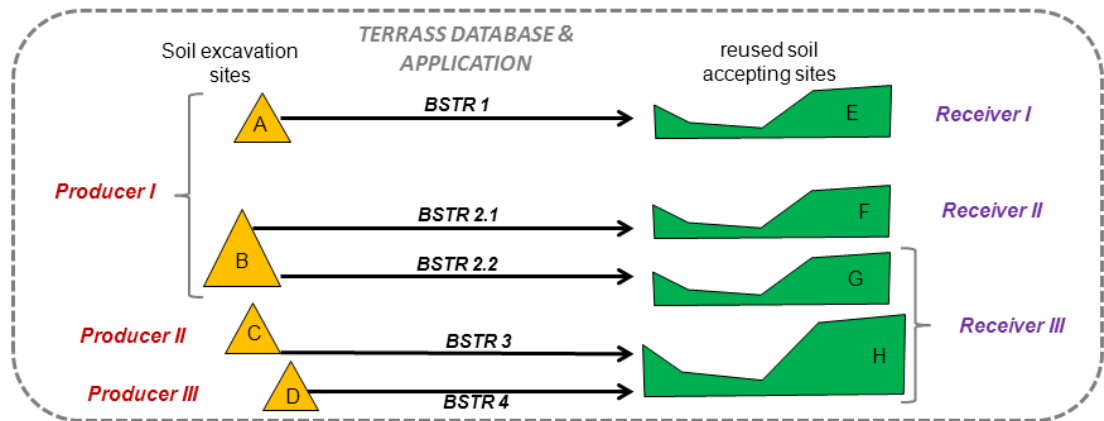 TERRASS DATABASE &
APPLICATION
Soil excavation
sites
reused soil
accepting sites
A
BSTR 1
E
Receiver I
Producer I
B
BSTR 2.1
F
Receiver II
BSTR 2.2
G
Producer II
C
BSTR 3
H
Receiver III
Producer III
D
BSTR 4